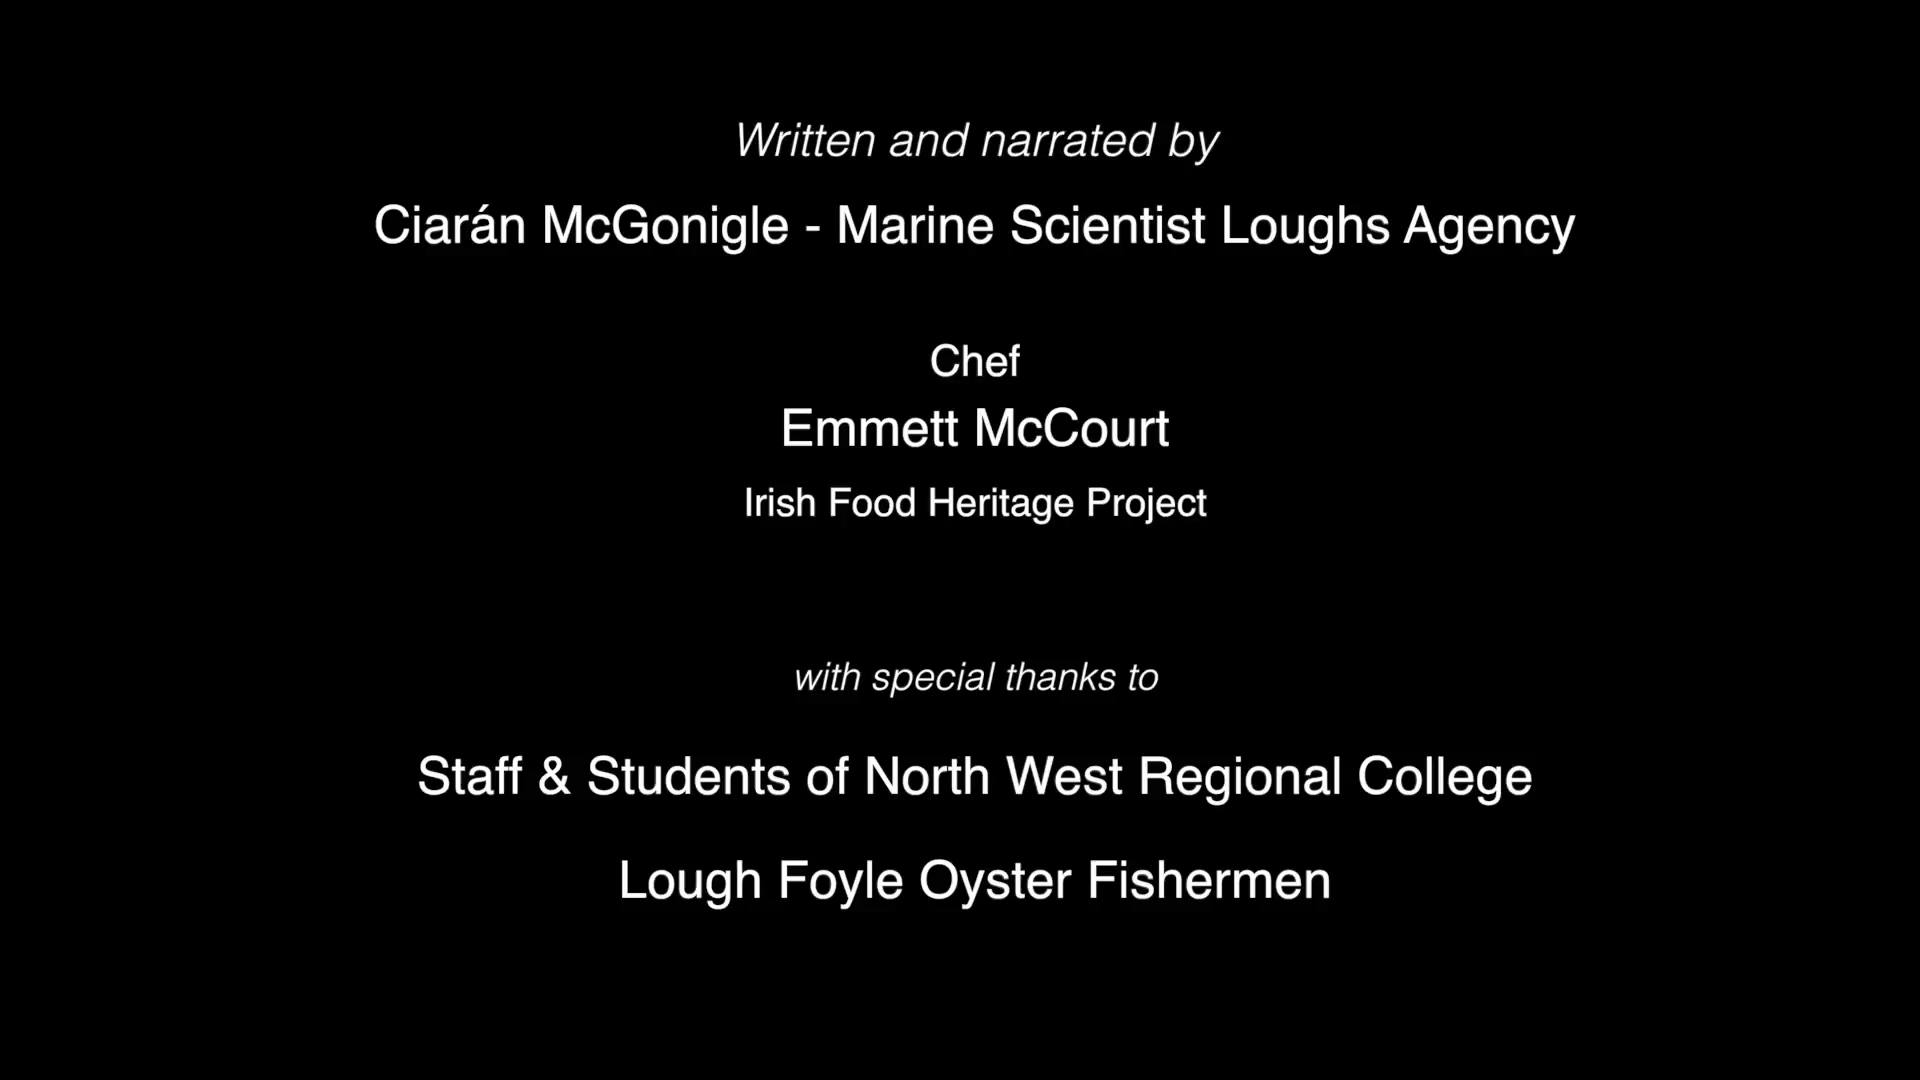 Written and narrated by
Ciarán McGonigle - Marine Scientist Loughs Agency
Chef
Emmett McCourt
Irish Food Heritage Project
with special thanks to
Staff & Students of North West Regional College
Lough Foyle Oyster Fishermen